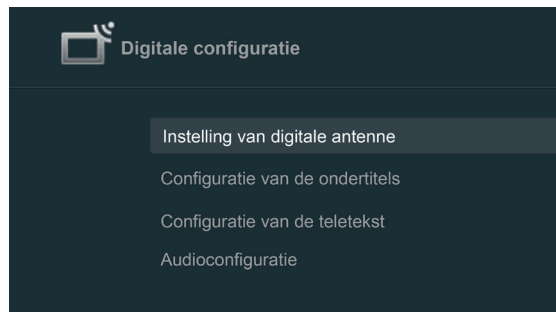 Digitale configuratie
Instelling van digitale antenne
Configuratie van de ondertitels
Configuratie van de teletekst
Audioconfiguratie